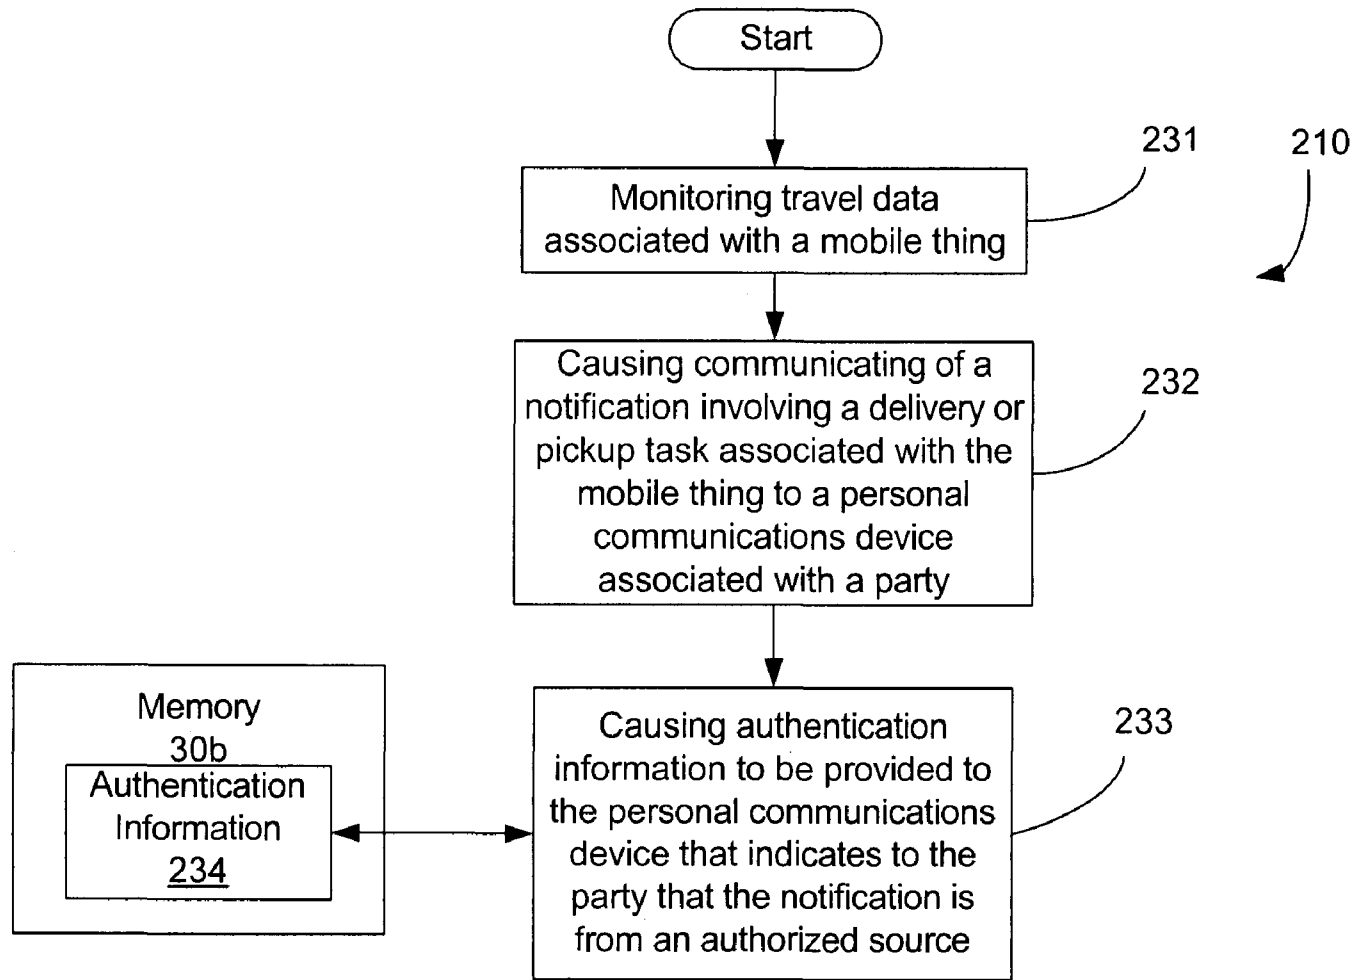 Start
231
210
Monitoring travel data
associated with a mobile thing
232
Causing communicating of a
notification involving a delivery or
pickup task associated with the
mobile thing to a personal
communications device
associated with a party
233
Memory
30b
Authentication
Information
234
Causing authentication
information to be provided to
the personal communications
device that indicates to the
party that the notification is
from an authorized source